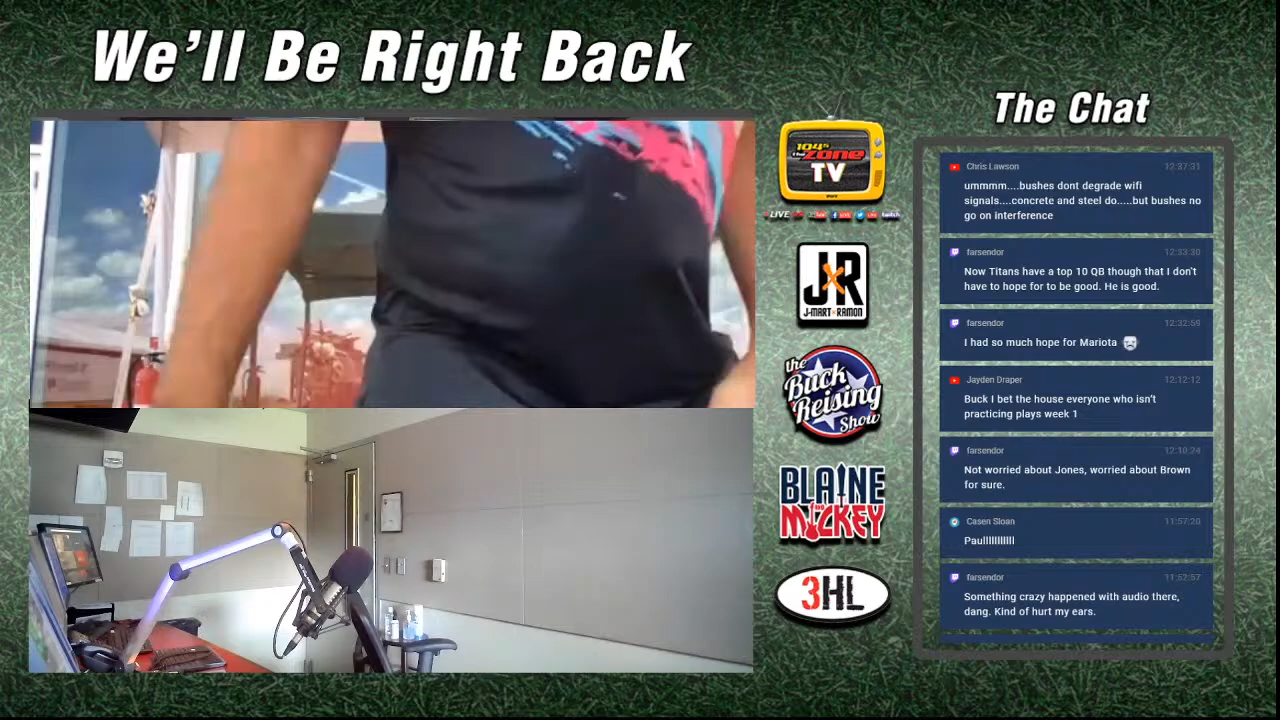 We'll Be Right Back
The Chat
104.5
the zone
TV
LIVE
J×R
J-MART×RAMON
the
Buck
Reising
Show
BLAINE
AND
MICKEY
3HL
Chris Lawson 12:37:31
ummmm....bushes dont degrade wifi
signals....concrete and steel do.....but bushes no
go on interference
farsendor 12:33:30
Now Titans have a top 10 QB though that I don't
have to hope for to be good. He is good.
farsendor 12:32:59
I had so much hope for Mariota
Jayden Draper 12:12:12
Buck I bet the house everyone who isn't
practicing plays week 1
farsendor 12:10:24
Not worried about Jones, worried about Brown
for sure.
Casen Sloan 11:57:20
Paulllllllllll
farsendor 11:52:57
Something crazy happened with audio there,
dang. Kind of hurt my ears.